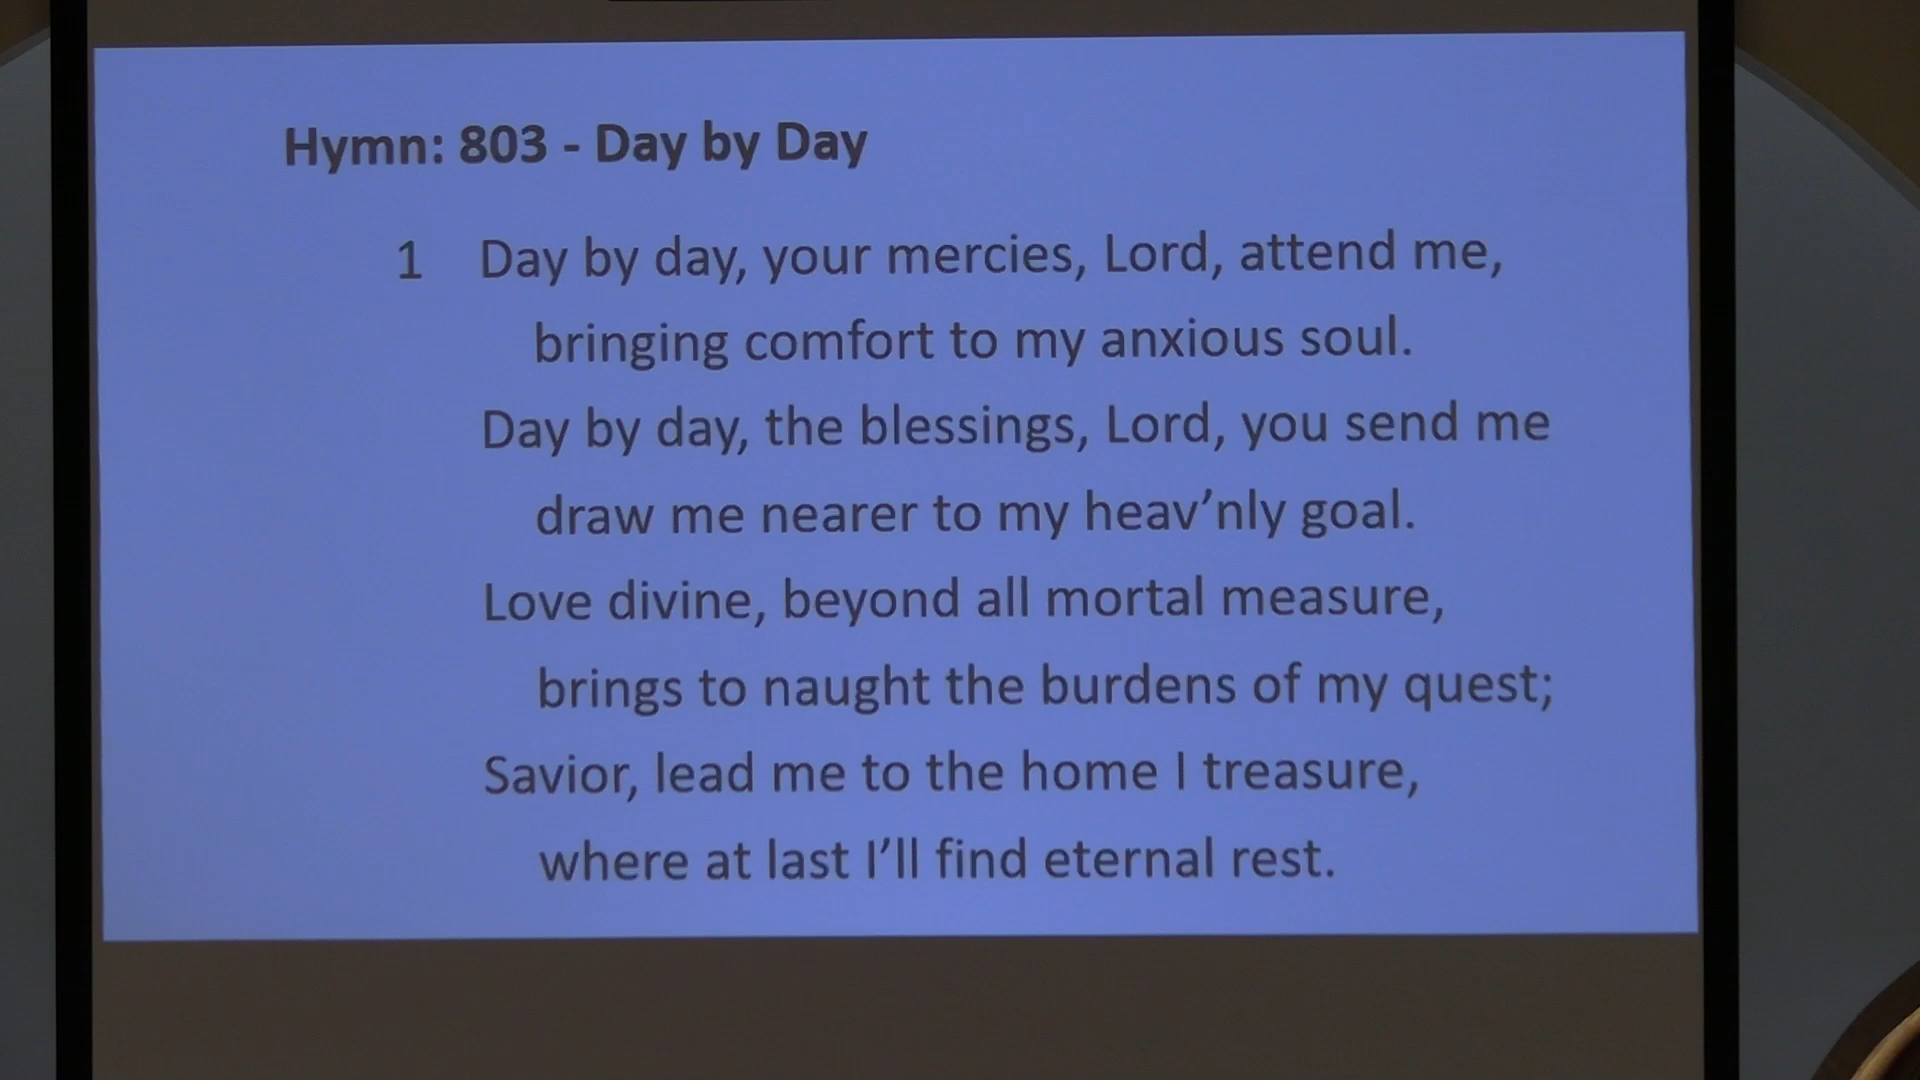 Hymn: 803 - Day by Day
1 Day by day, your mercies, Lord, attend me,
bringing comfort to my anxious soul.
Day by day, the blessings, Lord, you send me
draw me nearer to my heav’nly goal.
Love divine, beyond all mortal measure,
brings to naught the burdens of my quest;
Savior, lead me to the home I treasure,
where at last I’ll find eternal rest.